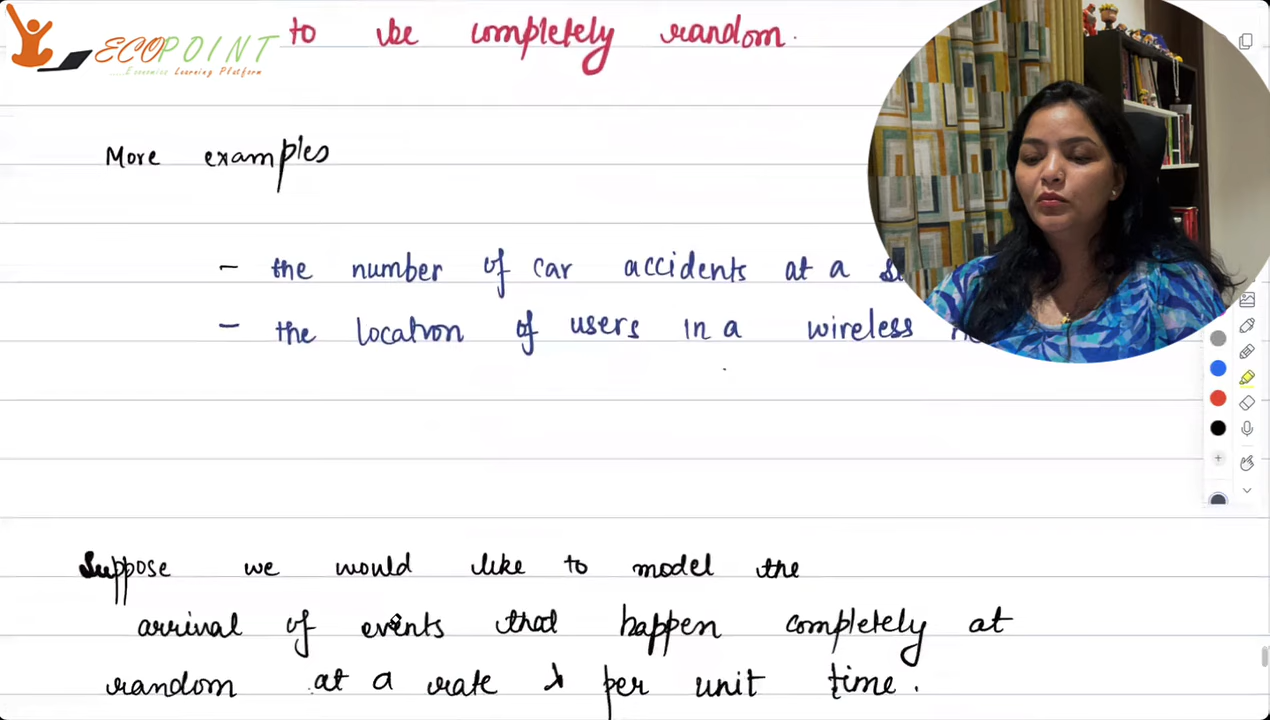 ECOPOINT
....Economics Learning Platform
to be completely random.
More examples
- the number of car accidents at a
- the location of users in a wireless
Suppose we would like to model the
arrival of events that happen completely at
random at a rate λ per unit time.